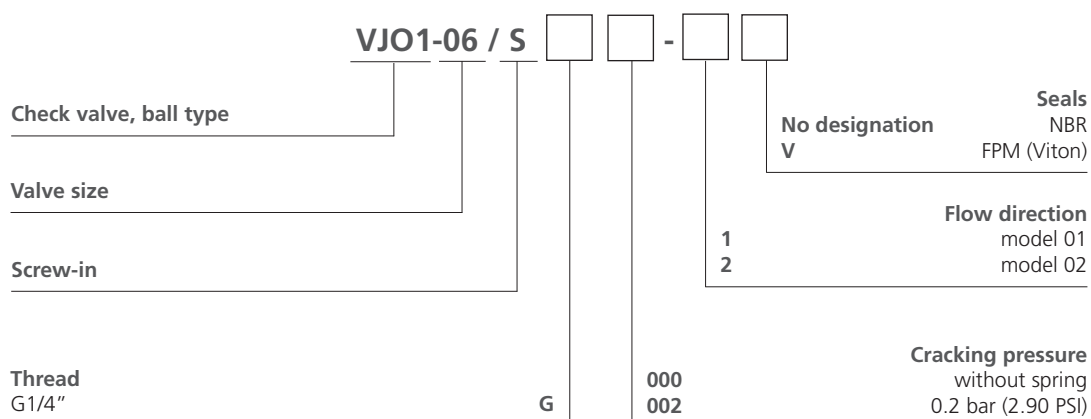 VJO1-06 / S -
Check valve, ball type
Seals
No designation NBR
V FPM (Viton)
Valve size
Flow direction
1 model 01
2 model 02
Screw-in
Cracking pressure
Thread 000 without spring
G1/4” G 002 0.2 bar (2.90 PSI)